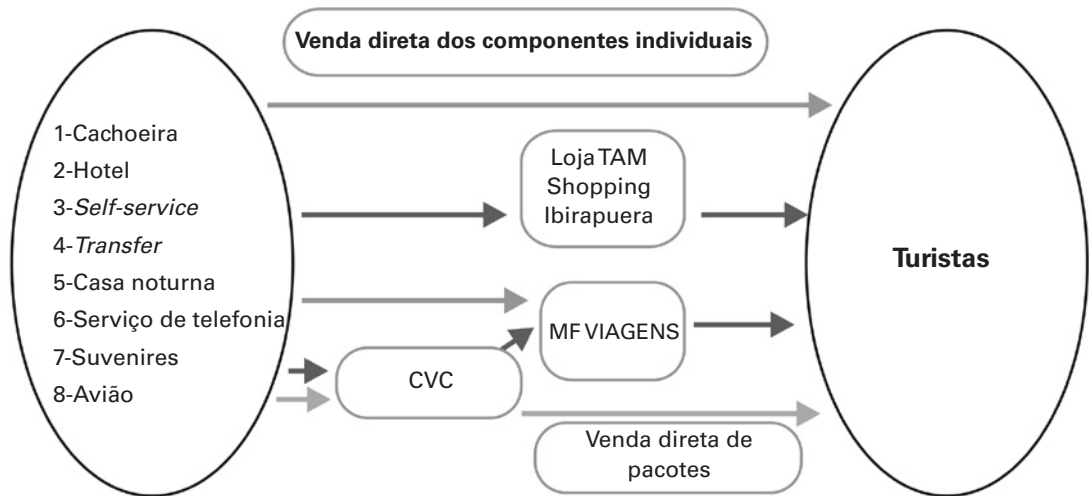 Venda direta dos componentes individuais
1-Cachoeira
2-Hotel
3-Self-service
4-Transfer
5-Casa noturna
6-Serviço de telefonia
7-Suvenires
8-Avião
Loja TAM
Shopping
Ibirapuera
MF VIAGENS
CVC
Venda direta de
pacotes
Turistas